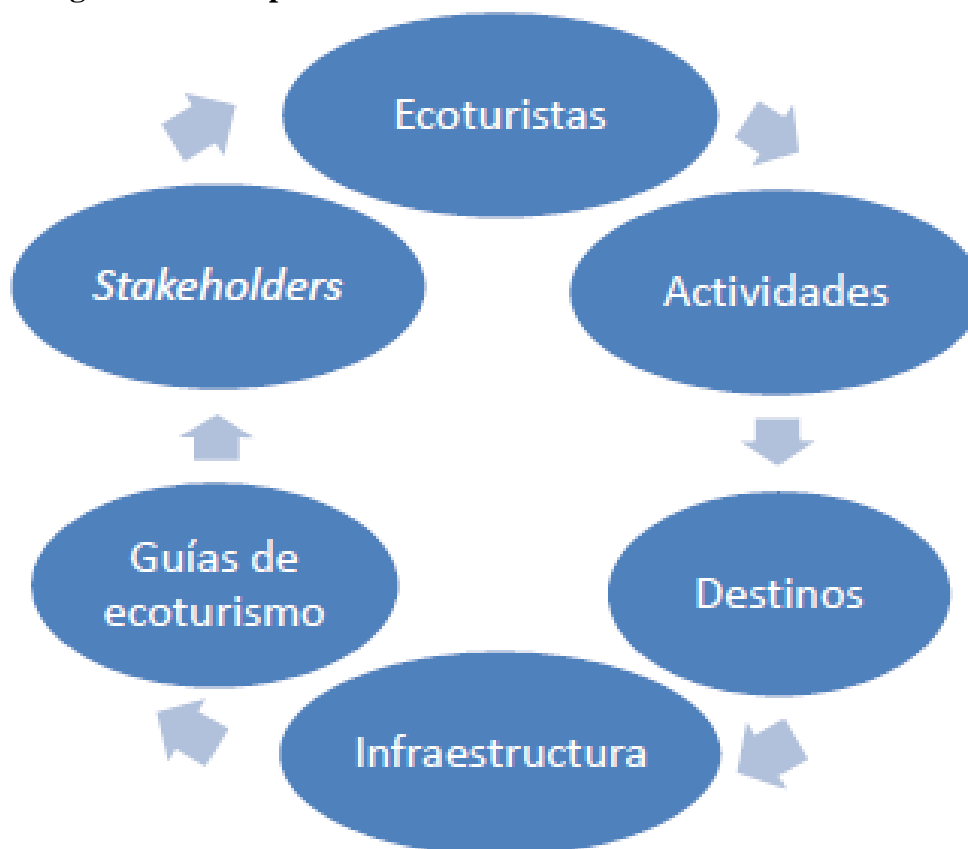 Ecoturistas
Actividades
Destinos
Infraestructura
Guías de
ecoturismo
Stakeholders